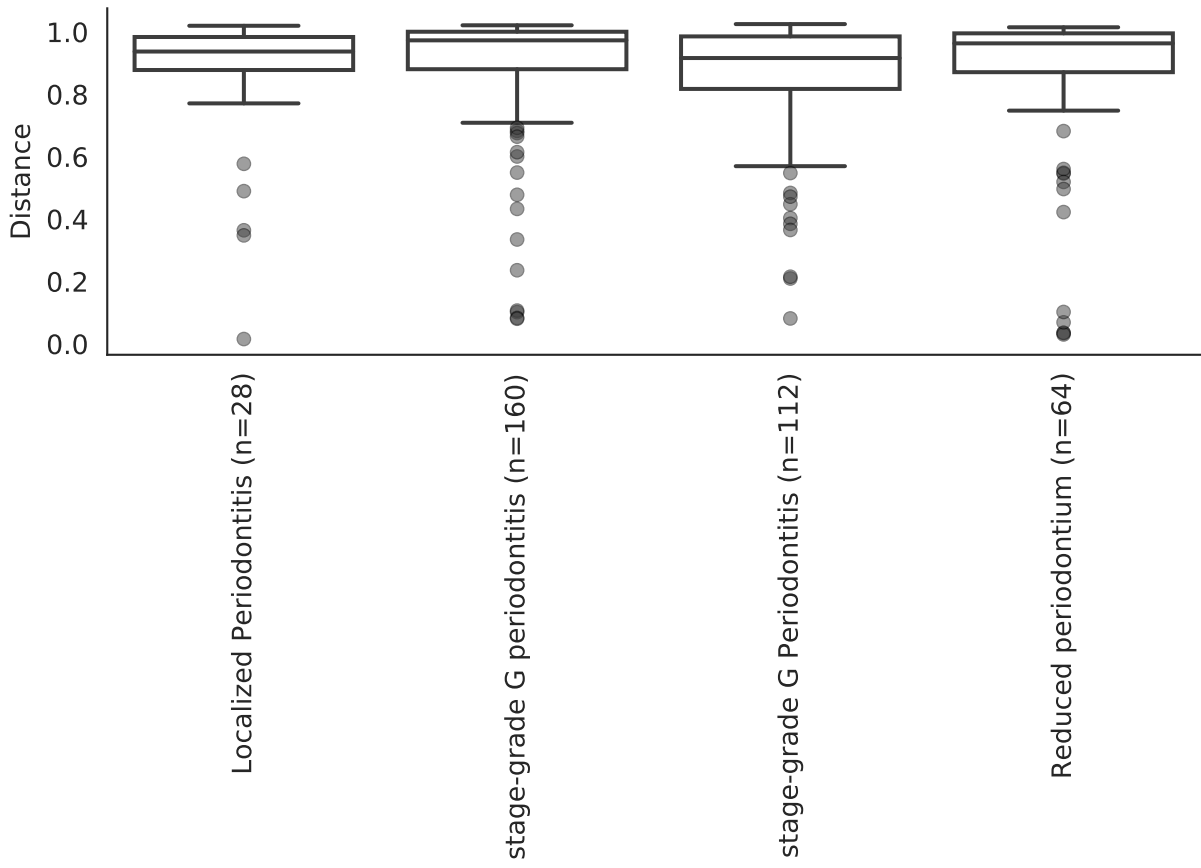 1.0
0.8
0.6
0.4
0.2
0.0
Distance
Localized Periodontitis (n=28)
stage-grade G periodontitis (n=160)
stage-grade G Periodontitis (n=112)
Reduced periodontium (n=64)